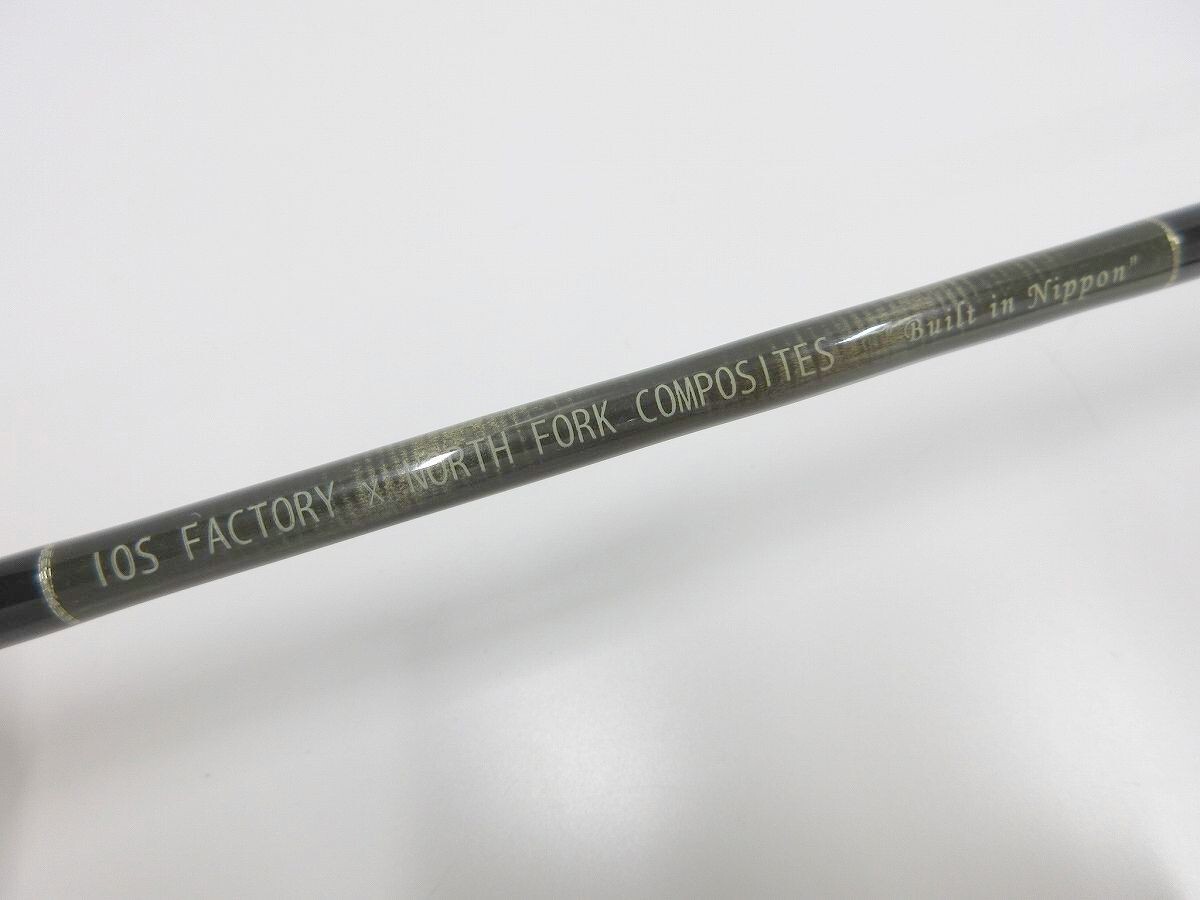 IOS FACTORY × NORTH FORK COMPOSITES "Built in Nippon"